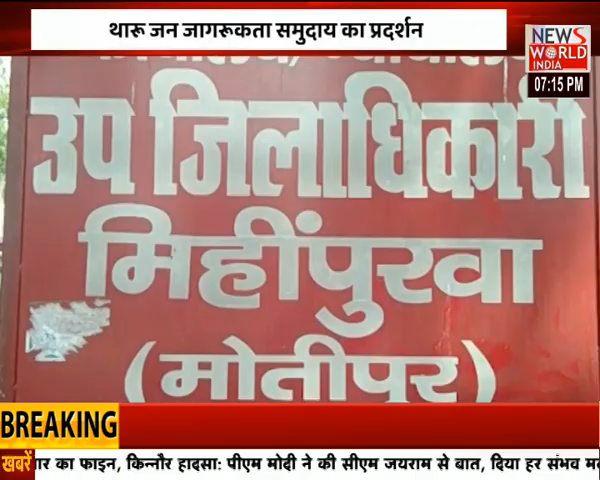 थारू जन जागरूकता समुदाय का प्रदर्शन
NEWS
WORLD
INDIA
07:15 PM
उप जिलाधिकारी
मिहींपुरवा
(मोतीपुर)
BREAKING
खबरें
का फाइन, किन्नौर हादसा: पीएम मोदी ने की सीएम जयराम से बात, दिया हर संभव